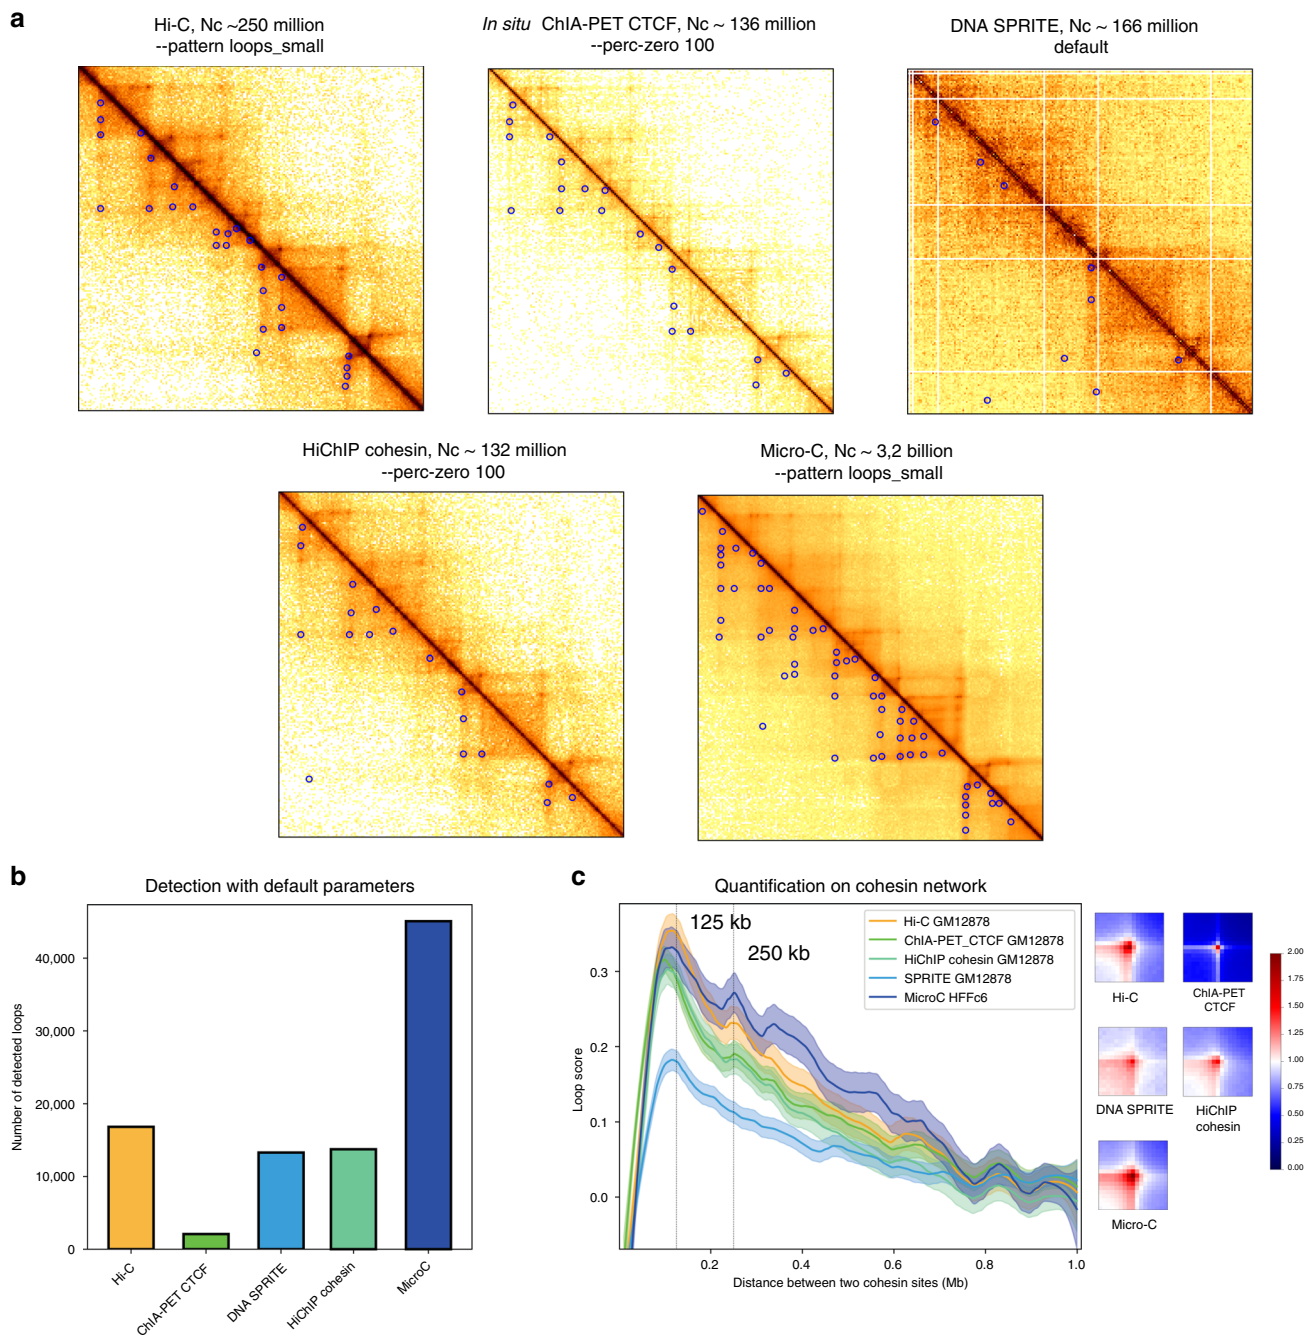 a
Hi-C, Nc ~250 million
--pattern loops_small
In situ ChIA-PET CTCF, Nc ~ 136 million
--perc-zero 100
DNA SPRITE, Nc ~ 166 million
default
HiChIP cohesin, Nc ~ 132 million
--perc-zero 100
Micro-C, Nc ~ 3,2 billion
--pattern loops_small
b
Detection with default parameters
Number of detected loops
40,000
30,000
20,000
10,000
0
Hi-C
ChIA-PET CTCF
DNA SPRITE
HiChIP cohesin
MicroC
c
Quantification on cohesin network
125 kb
250 kb
Hi-C GM12878
ChIA-PET_CTCF GM12878
HiChIP cohesin GM12878
SPRITE GM12878
MicroC HFFc6
Loop score
0.3
0.2
0.1
0.0
0.2
0.4
0.6
0.8
1.0
Distance between two cohesin sites (Mb)
Hi-C
ChIA-PET
CTCF
DNA SPRITE
HiChIP
cohesin
Micro-C
2.00
1.75
1.50
1.25
1.00
0.75
0.50
0.25
0.00